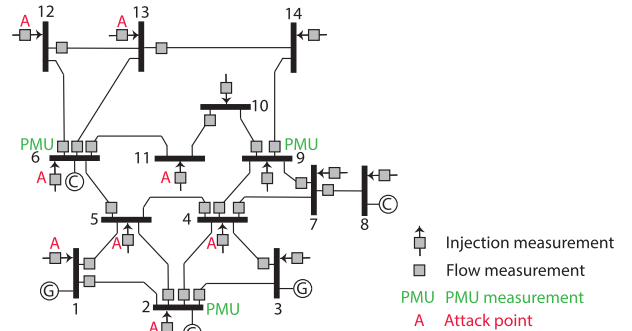 A
12
A
13
14
10
PMU
6
A
C
11
A
PMU
9
7
8
C
5
A
4
A
A
G
1
2
PMU
A
G
3
Injection measurement
Flow measurement
PMU PMU measurement
A Attack point